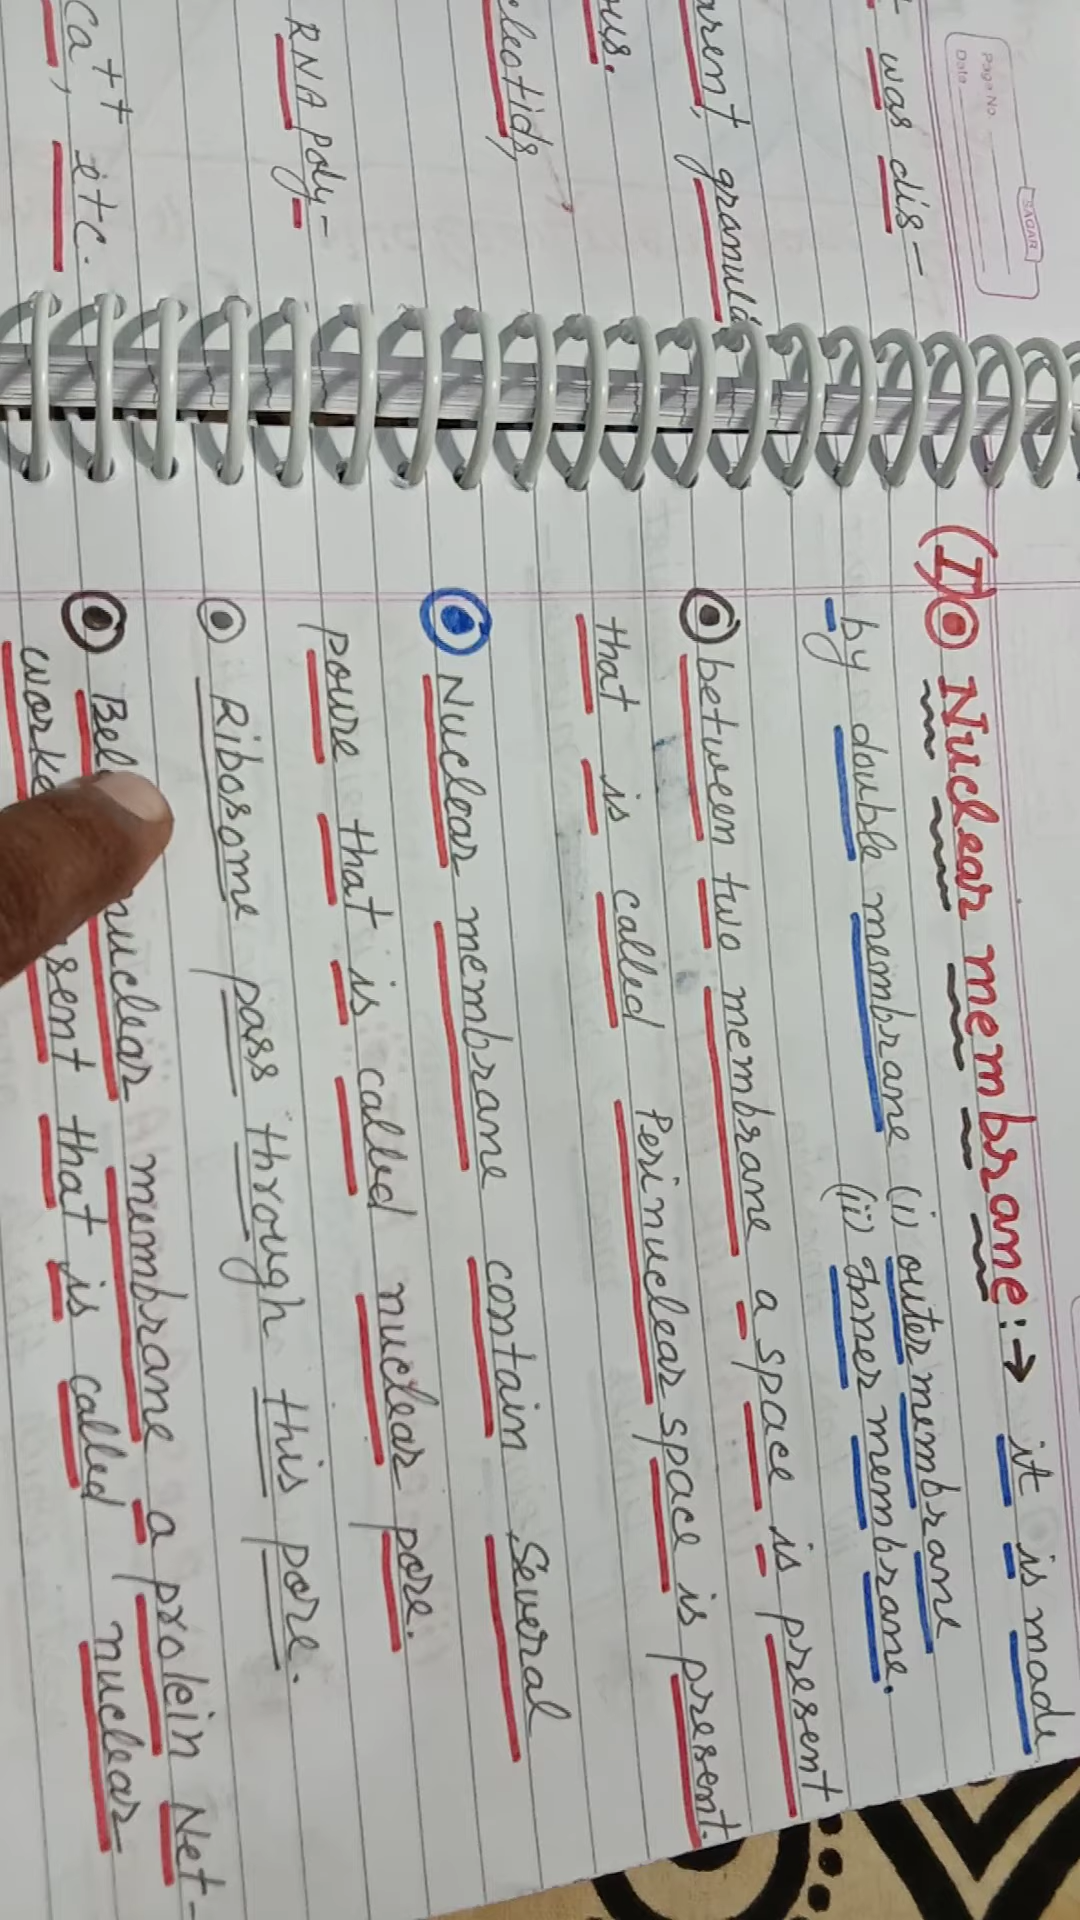 SAGAR
Page No.
Date
was dis-
arent, granula
ous.
cleotids,
RNA poly-
Ca++, etc.
(I) Nuclear membrane :→ it is made
by double membrane (i) outer membrane
(ii) Inner membrane.
between two membrane a space is present
that is called Perinuclear space is present.
Nuclear membrane contain Several
poure that is called nuclear pore.
Ribosome pass through this pore.
nuclear membrane a protein Net-
sent that is called nuclear